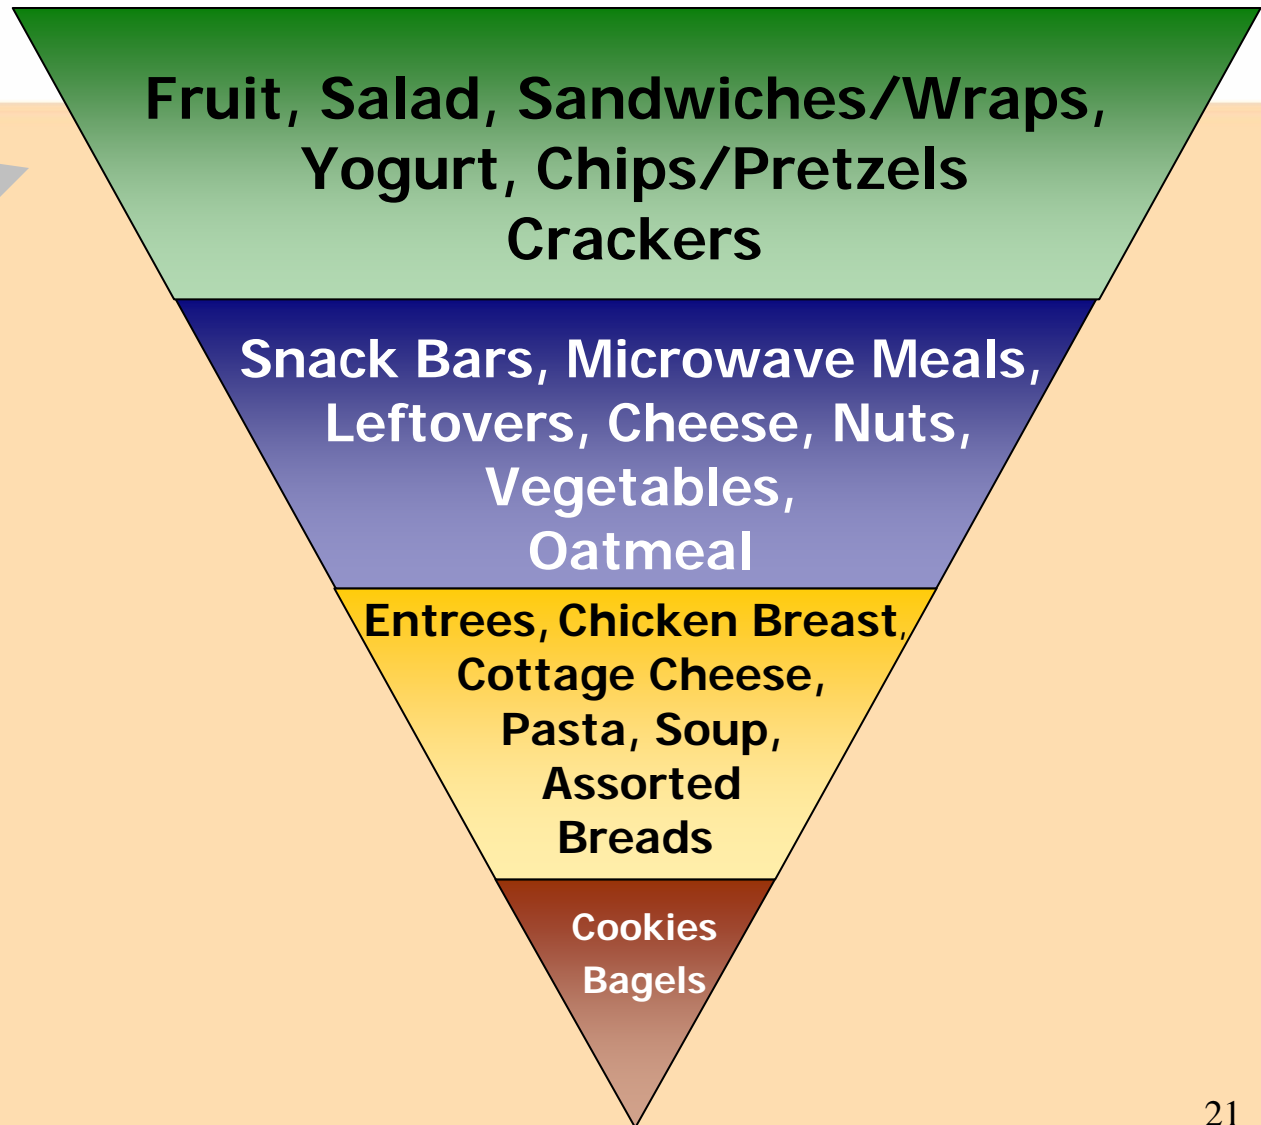 Fruit, Salad, Sandwiches/Wraps,
Yogurt, Chips/Pretzels
Crackers
Snack Bars, Microwave Meals,
Leftovers, Cheese, Nuts,
Vegetables,
Oatmeal
Entrees, Chicken Breast,
Cottage Cheese,
Pasta, Soup,
Assorted
Breads
Cookies
Bagels
21